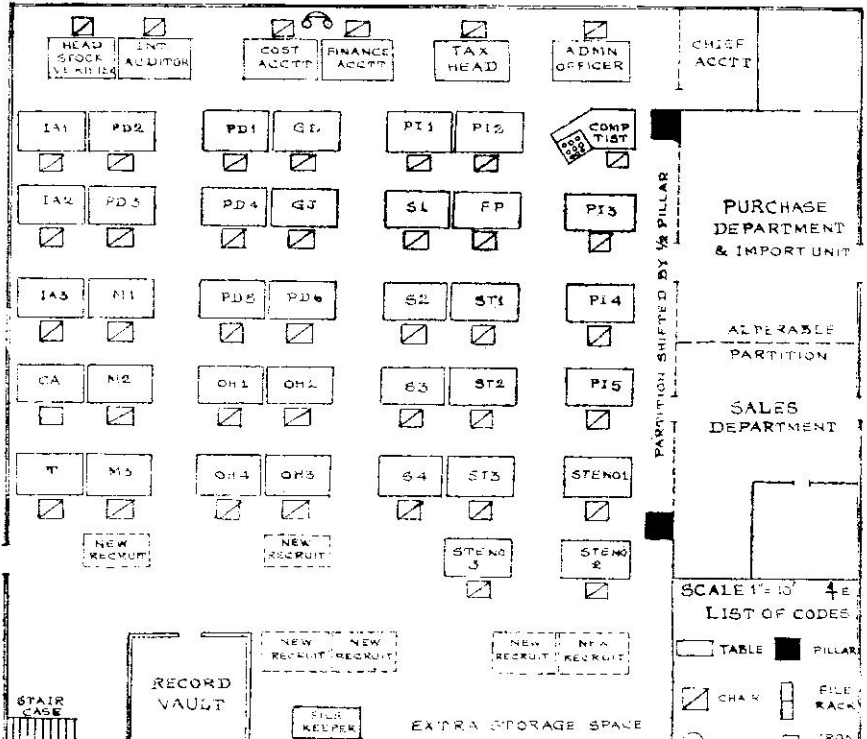 HEAD
STOCK
VERIFIER
INT
AUDITOR
COST
ACCTT
FINANCE
ACCTT
TAX
HEAD
ADMN
OFFICER
CHIEF
ACCTT
IA1
PD2
PD1
GL
PI1
PI2
COMP
TIST
IA2
PD3
PD4
GJ
S1
FP
PI3
PURCHASE
DEPARTMENT
& IMPORT UNIT
IA3
M1
PD5
PD6
S2
ST1
PI4
PARTITION SHIFTED BY ½ PILLAR
ALTERABLE
PARTITION
CA
M2
OH1
OH2
S3
ST2
PI5
SALES
DEPARTMENT
T
M3
OH4
OH3
S4
ST3
STENO1
NEW
RECRUIT
NEW
RECRUIT
STENO
3
STENO
2
SCALE 1"=10'
LIST OF CODES
TABLE
PILLAR
CHAIR
FILE
RACK
IRON
NEW
RECRUIT
NEW
RECRUIT
NEW
RECRUIT
NEW
RECRUIT
RECORD
VAULT
STAIR
CASE
FILE
KEEPER
EXTRA STORAGE SPACE